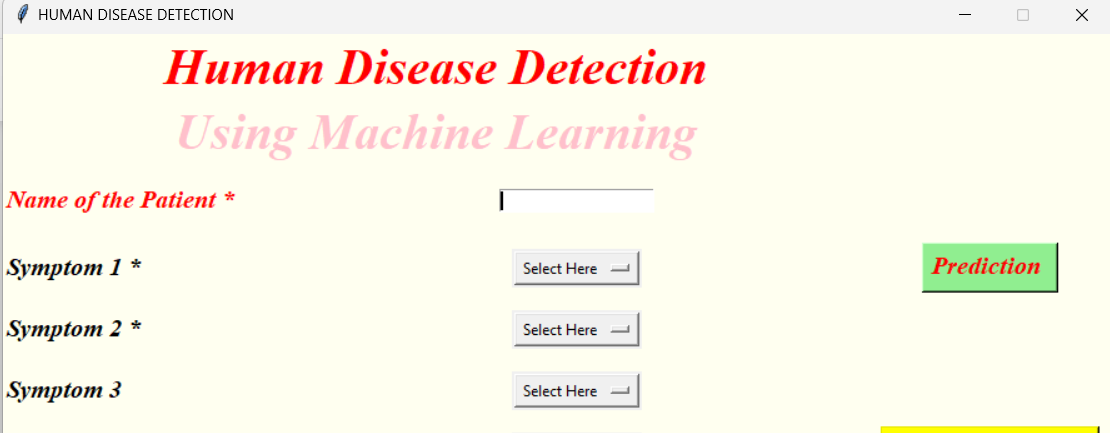 HUMAN DISEASE DETECTION
Human Disease Detection
Using Machine Learning
Name of the Patient *
Symptom 1 * Select Here Prediction
Symptom 2 * Select Here
Symptom 3 Select Here